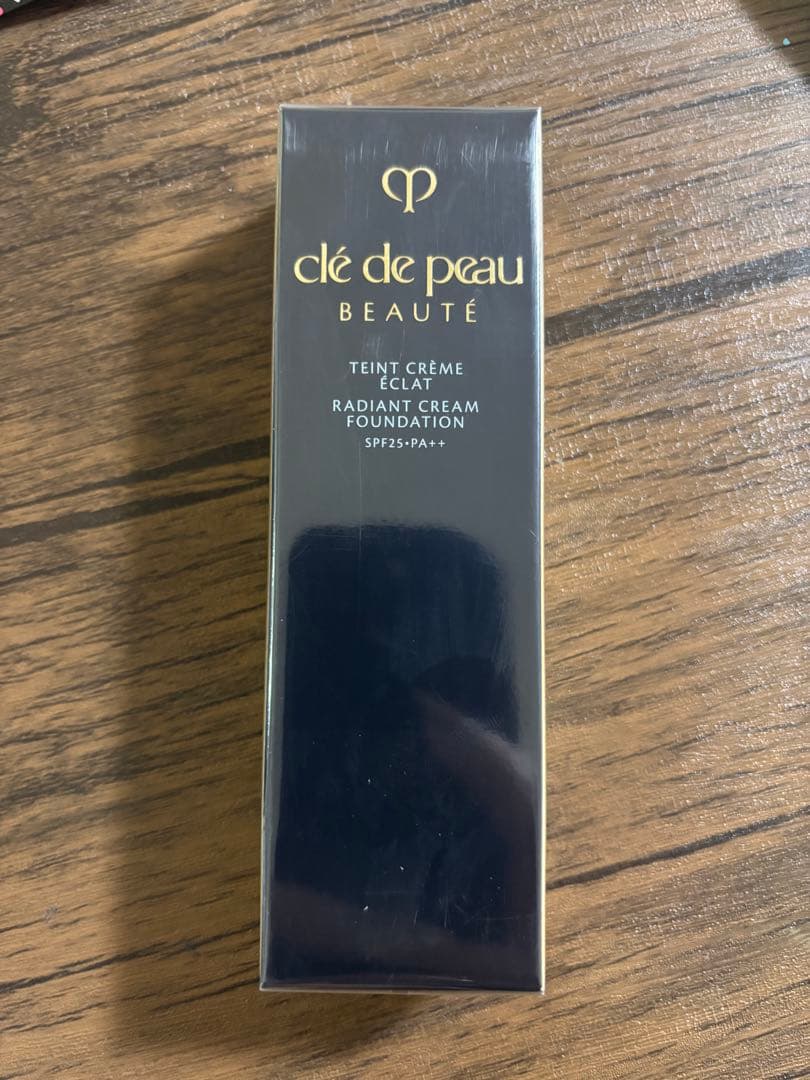 clé de peau
BEAUTÉ
TEINT CRÈME
ÉCLAT
RADIANT CREAM
FOUNDATION
SPF25•PA++